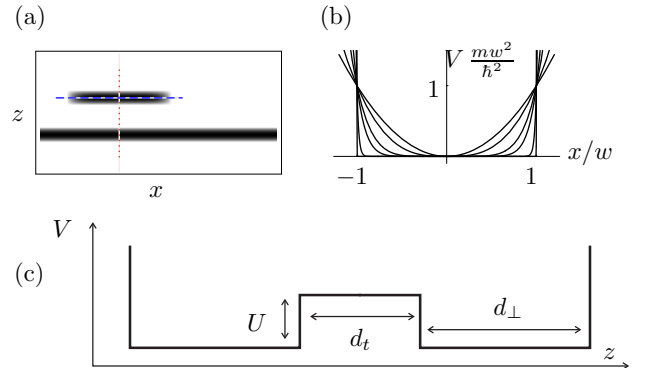 (a)
z
x
(b)
V mw²/ħ²
1
x/w
−1
1
(c)
V
U
d_t
d_⊥
z